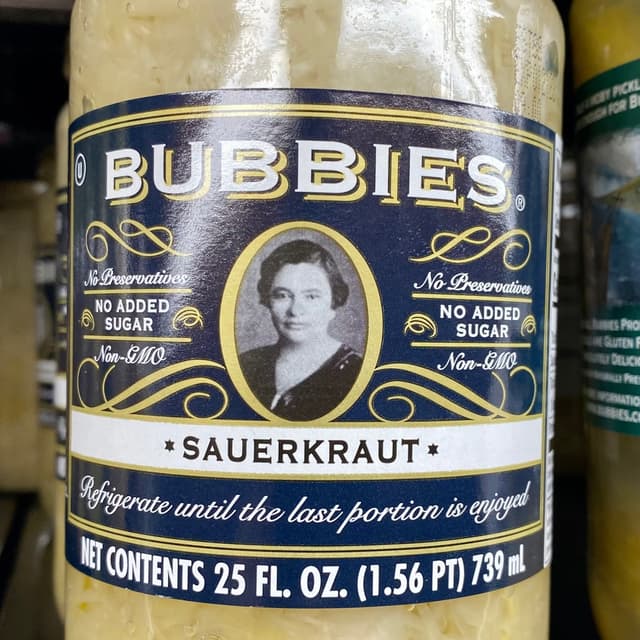 U
BUBBIES®
No Preservatives
NO ADDED
SUGAR
Non-GMO
No Preservatives
NO ADDED
SUGAR
Non-GMO
* SAUERKRAUT *
Refrigerate until the last portion is enjoyed
NET CONTENTS 25 FL. OZ. (1.56 PT) 739 mL